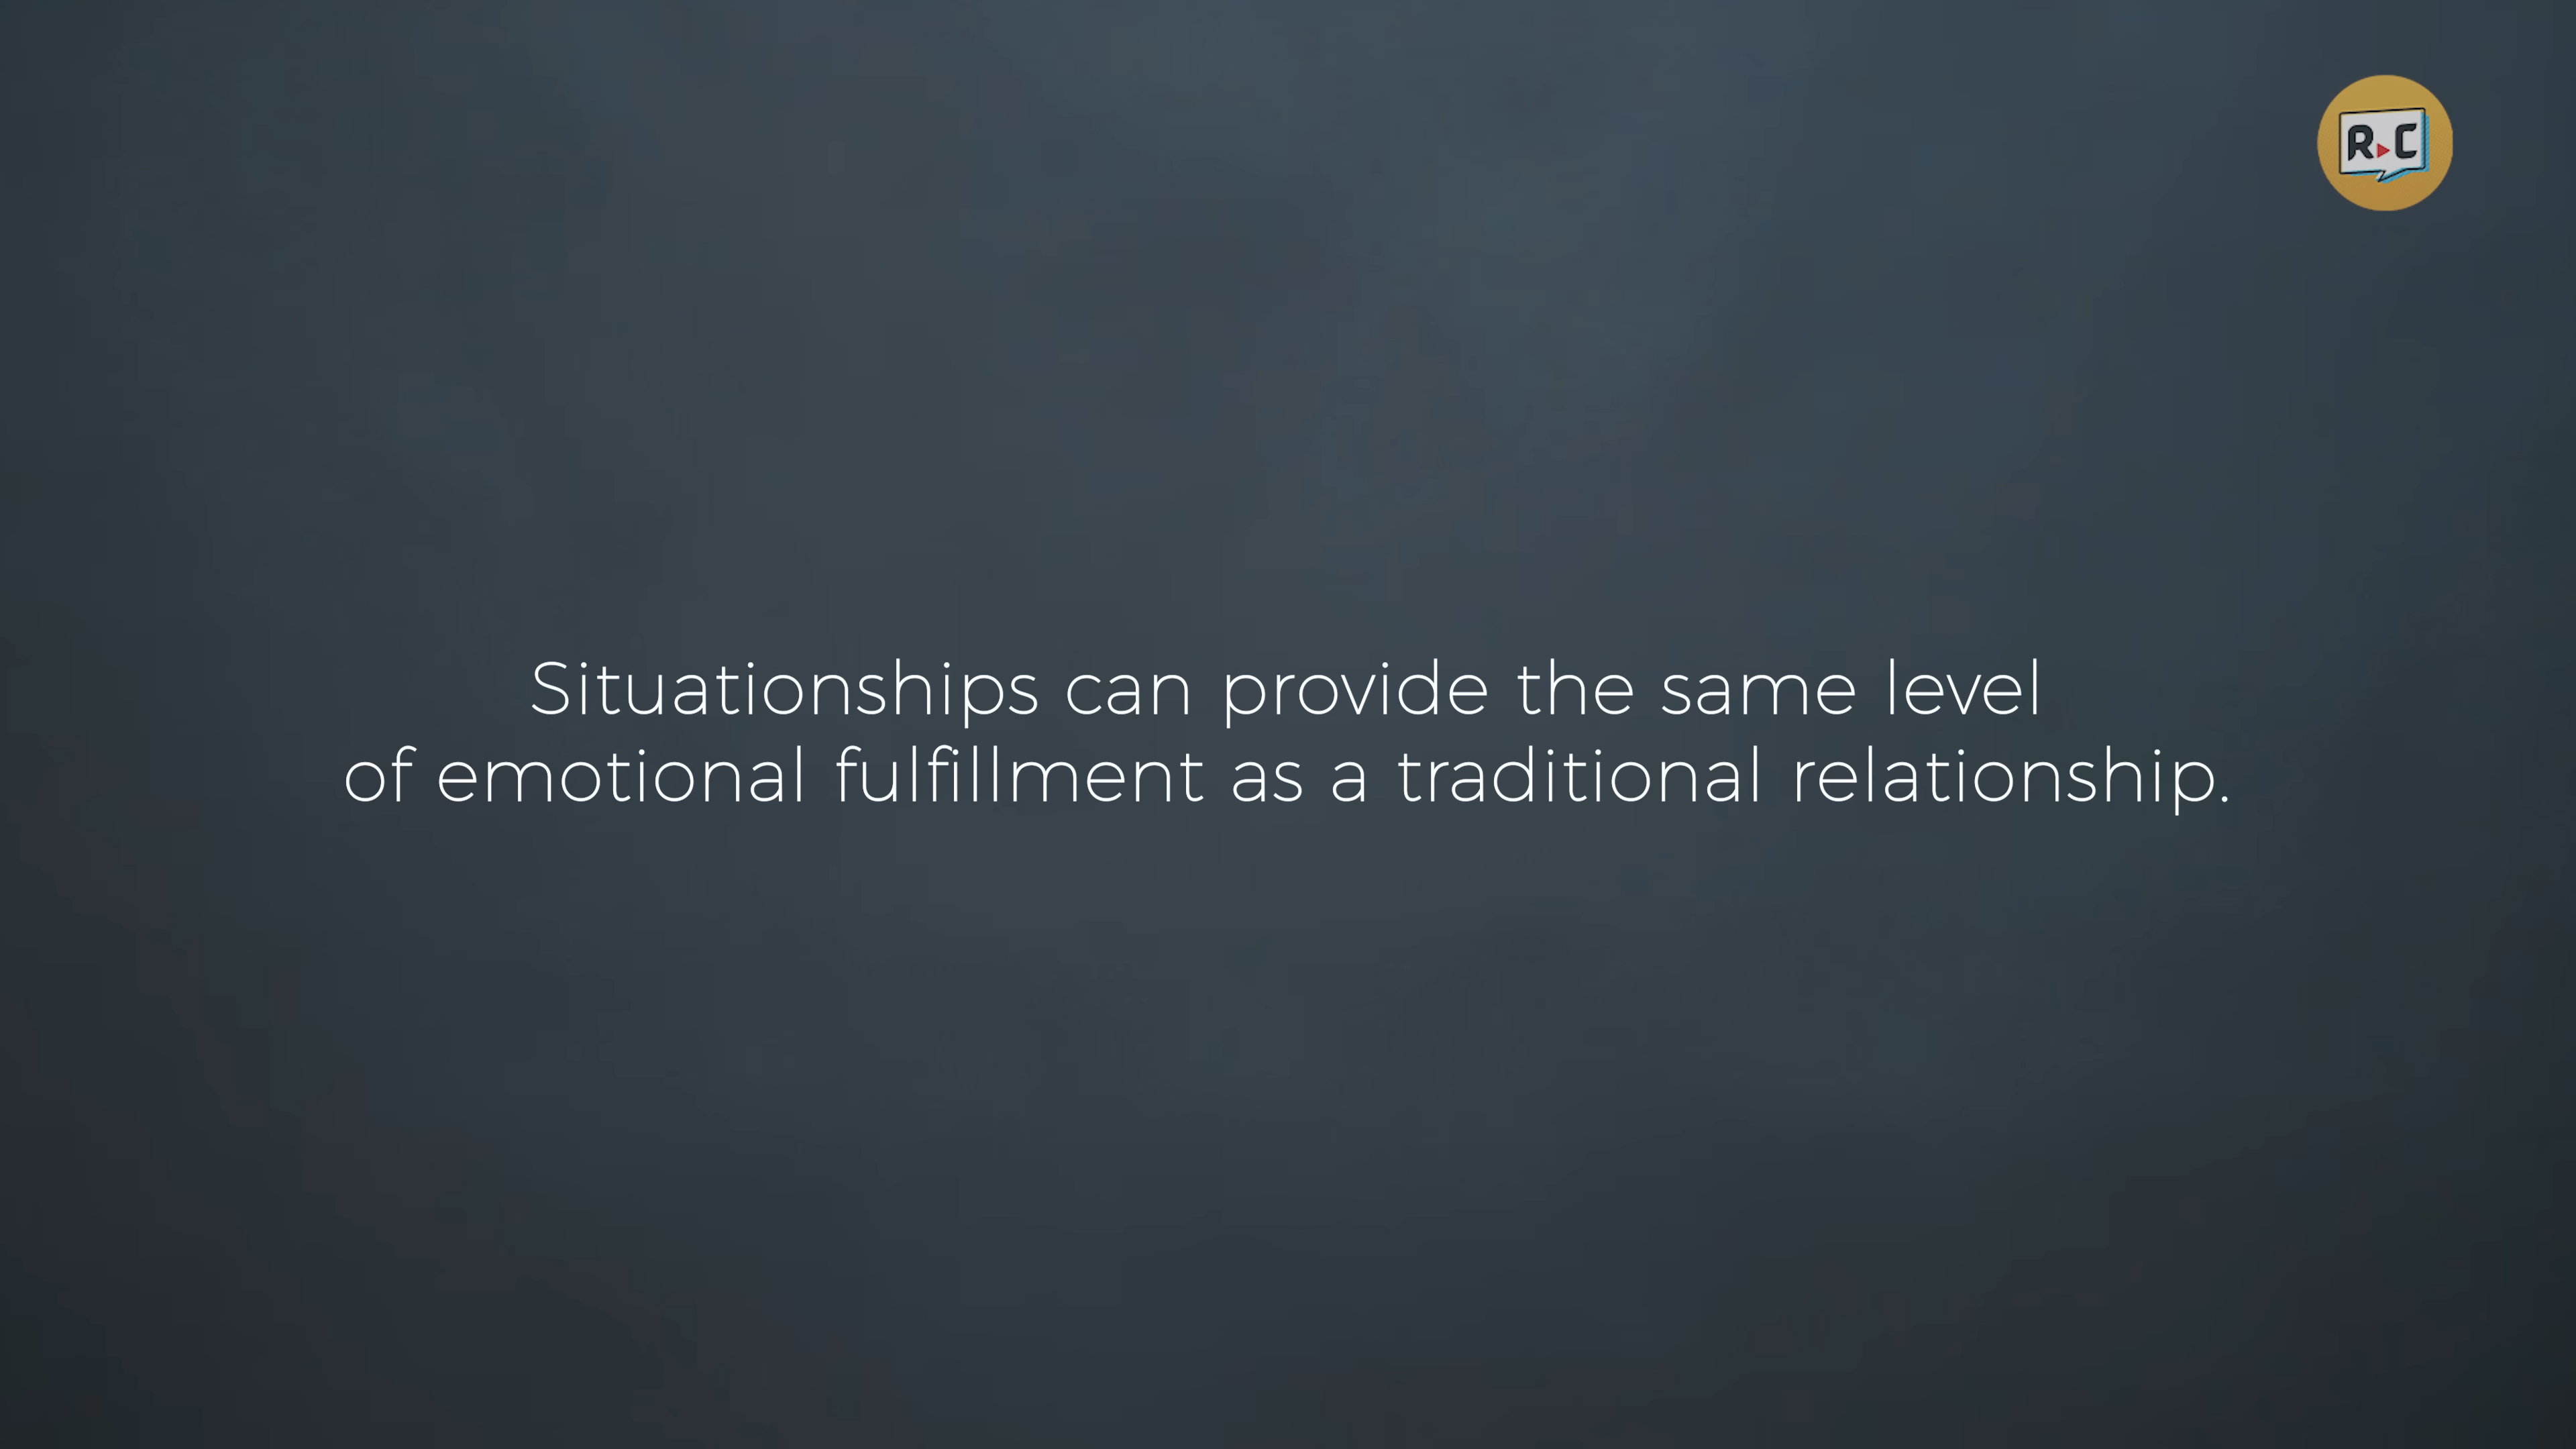 R▶C
Situationships can provide the same level
of emotional fulfillment as a traditional relationship.